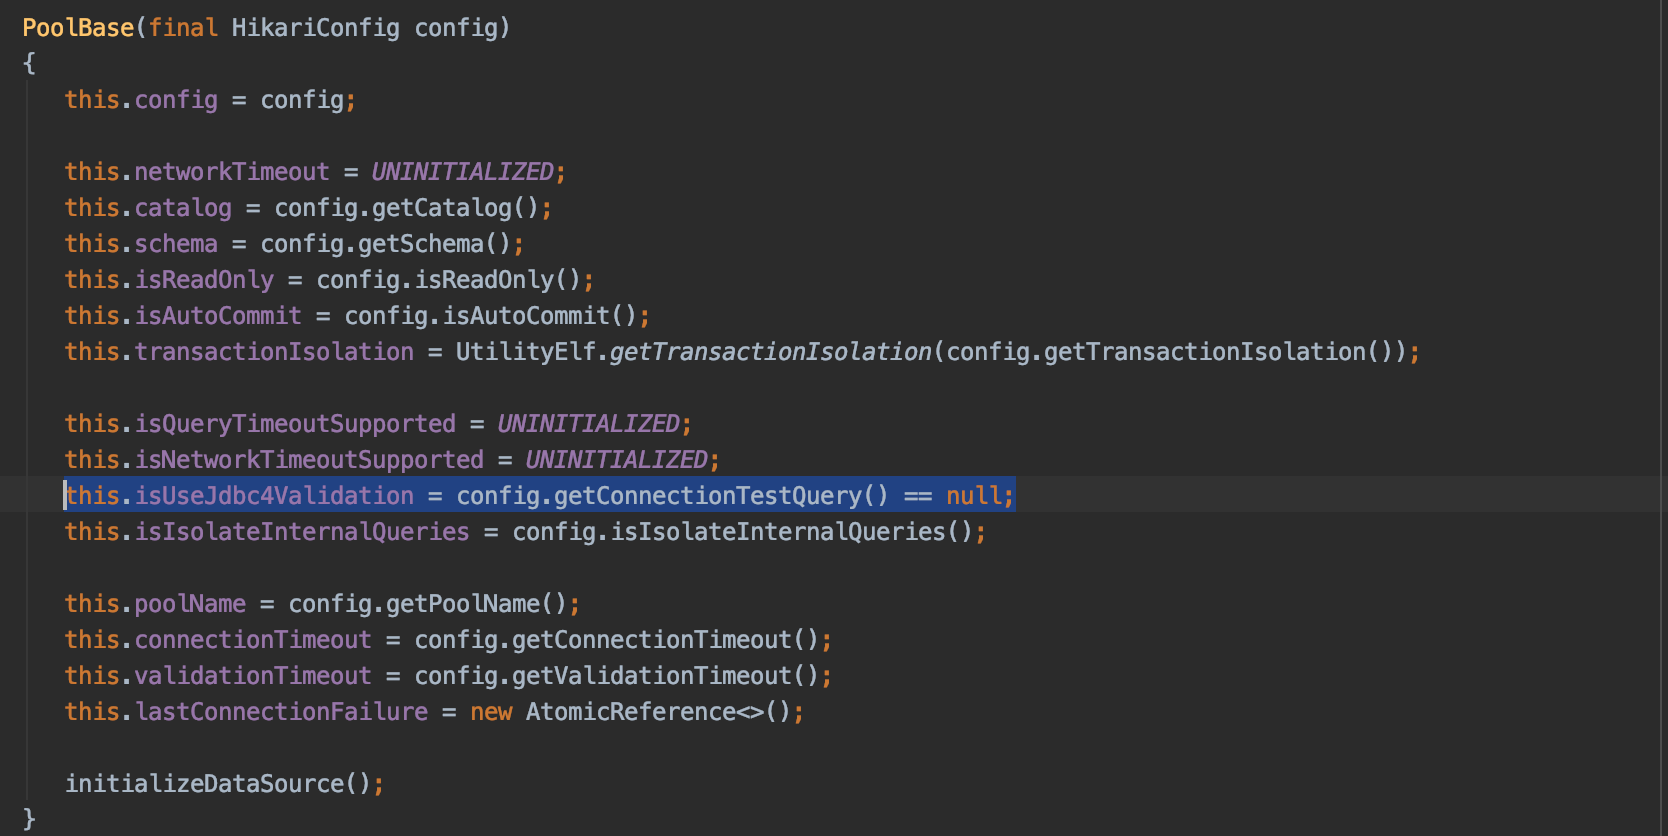 PoolBase(final HikariConfig config)
{
this.config = config;
this.networkTimeout = UNINITIALIZED;
this.catalog = config.getCatalog();
this.schema = config.getSchema();
this.isReadOnly = config.isReadOnly();
this.isAutoCommit = config.isAutoCommit();
this.transactionIsolation = UtilityElf.getTransactionIsolation(config.getTransactionIsolation());
this.isQueryTimeoutSupported = UNINITIALIZED;
this.isNetworkTimeoutSupported = UNINITIALIZED;
this.isUseJdbc4Validation = config.getConnectionTestQuery() == null;
this.isIsolateInternalQueries = config.isIsolateInternalQueries();
this.poolName = config.getPoolName();
this.connectionTimeout = config.getConnectionTimeout();
this.validationTimeout = config.getValidationTimeout();
this.lastConnectionFailure = new AtomicReference<>();
initializeDataSource();
}